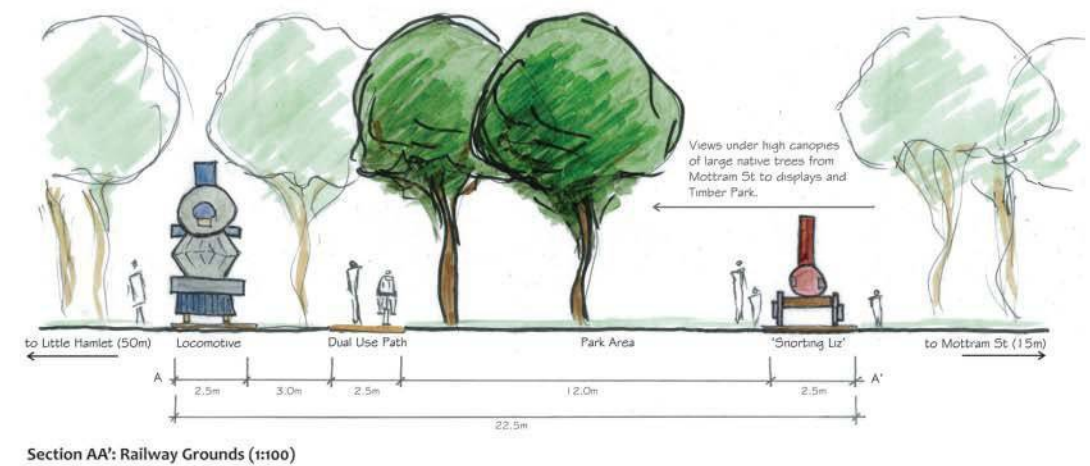 Views under high canopies
of large native trees from
Mottram St to displays and
Timber Park.
to Little Hamlet (50m) Locomotive Dual Use Path Park Area 'Snorting Liz' to Mottram St (15m)
A A'
2.5m 3.0m 2.5m 12.0m 2.5m
22.5m
Section AA': Railway Grounds (1:100)